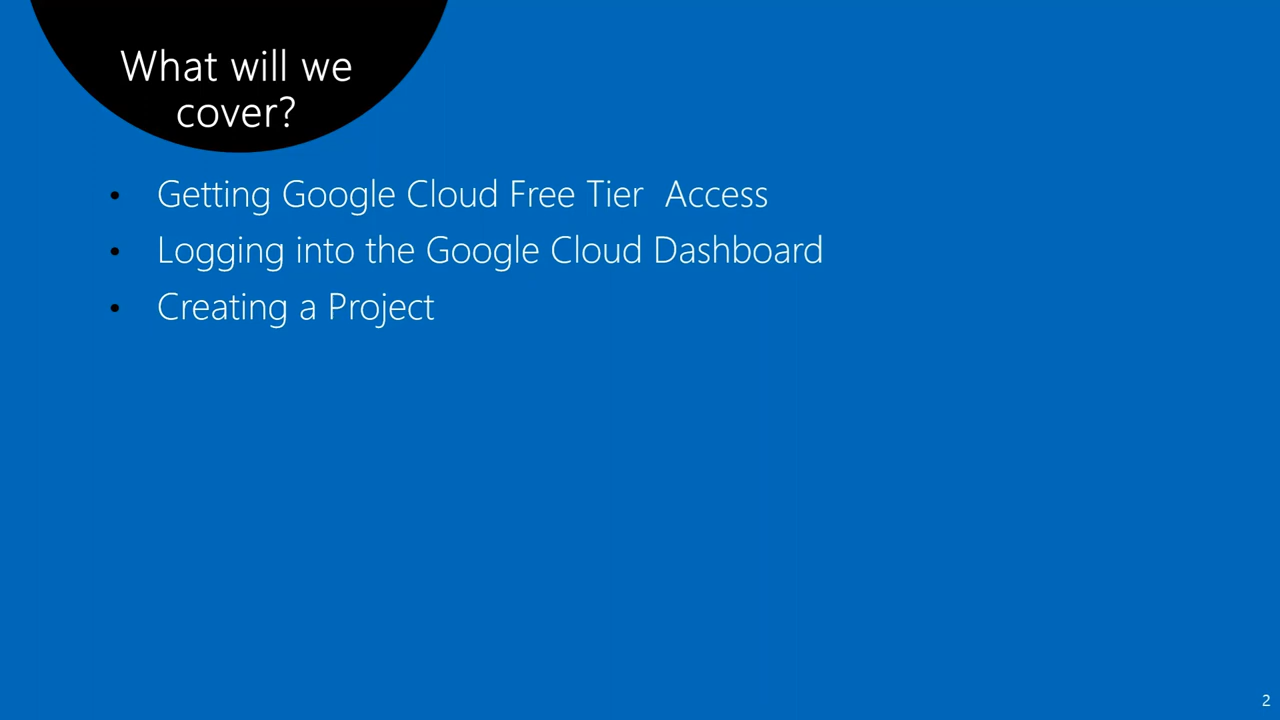 What will we
cover?
• Getting Google Cloud Free Tier  Access
• Logging into the Google Cloud Dashboard
• Creating a Project
2